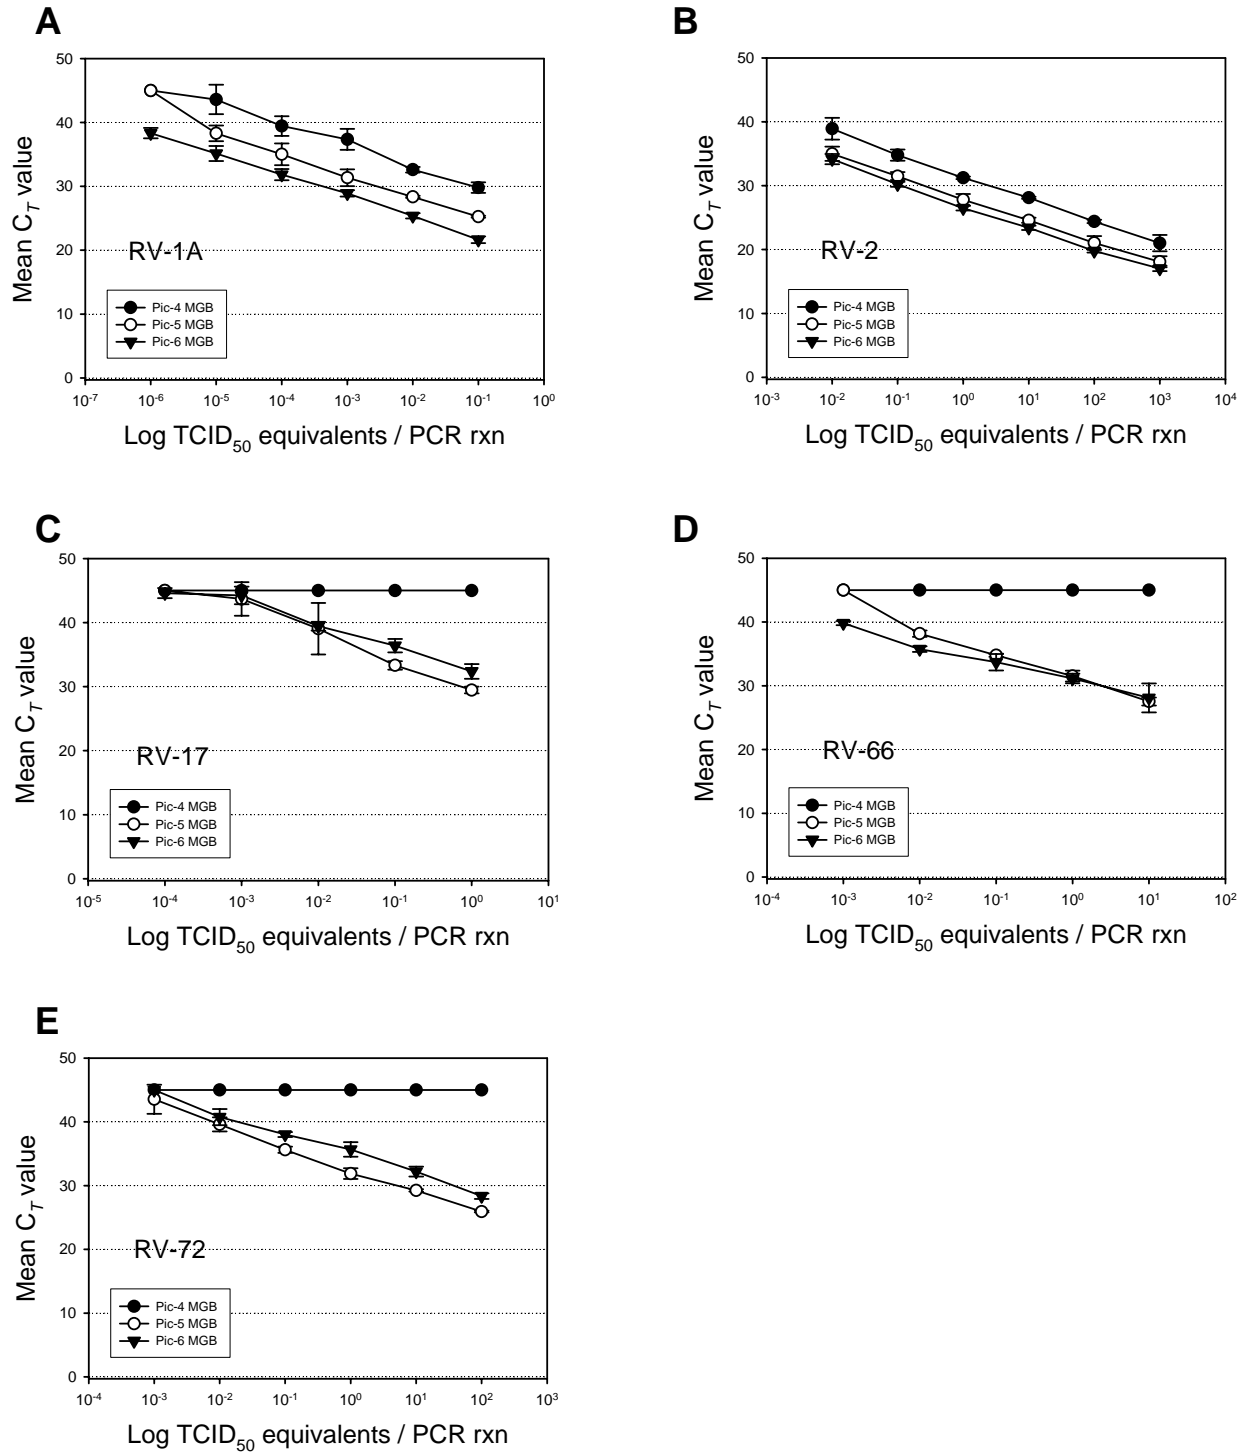 A
50
40
30
20
10
0
Mean C_T value
RV-1A
Pic-4 MGB
Pic-5 MGB
Pic-6 MGB
10⁻⁷ 10⁻⁶ 10⁻⁵ 10⁻⁴ 10⁻³ 10⁻² 10⁻¹ 10⁰
Log TCID₅₀ equivalents / PCR rxn
B
50
40
30
20
10
0
Mean C_T value
RV-2
Pic-4 MGB
Pic-5 MGB
Pic-6 MGB
10⁻³ 10⁻² 10⁻¹ 10⁰ 10¹ 10² 10³ 10⁴
Log TCID₅₀ equivalents / PCR rxn
C
50
40
30
20
10
0
Mean C_T value
RV-17
Pic-4 MGB
Pic-5 MGB
Pic-6 MGB
10⁻⁵ 10⁻⁴ 10⁻³ 10⁻² 10⁻¹ 10⁰ 10¹
Log TCID₅₀ equivalents / PCR rxn
D
50
40
30
20
10
0
Mean C_T value
RV-66
Pic-4 MGB
Pic-5 MGB
Pic-6 MGB
10⁻⁴ 10⁻³ 10⁻² 10⁻¹ 10⁰ 10¹ 10²
Log TCID₅₀ equivalents / PCR rxn
E
50
40
30
20
10
0
Mean C_T value
RV-72
Pic-4 MGB
Pic-5 MGB
Pic-6 MGB
10⁻⁴ 10⁻³ 10⁻² 10⁻¹ 10⁰ 10¹ 10² 10³
Log TCID₅₀ equivalents / PCR rxn